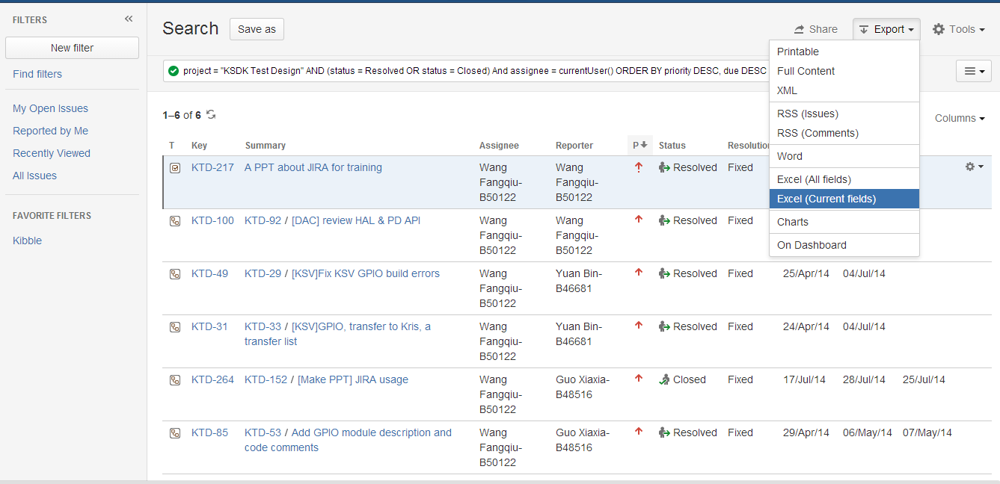 FILTERS
«
New filter
Find filters
My Open Issues
Reported by Me
Recently Viewed
All Issues
FAVORITE FILTERS
Kibble
Search
Save as
Share
Export
Tools
project = "KSDK Test Design" AND (status = Resolved OR status = Closed) And assignee = currentUser() ORDER BY priority DESC, due DESC
Printable
Full Content
XML
RSS (Issues)
RSS (Comments)
Word
Excel (All fields)
Excel (Current fields)
Charts
On Dashboard
1–6 of 6
Columns
T Key Summary Assignee Reporter P Status Resolution
KTD-217 A PPT about JIRA for training Wang Wang Resolved Fixed
Fangqiu- Fangqiu-
B50122 B50122
KTD-100 KTD-92 / [DAC] review HAL & PD API Wang Wang Resolved Fixed
Fangqiu- Fangqiu-
B50122 B50122
KTD-49 KTD-29 / [KSV]Fix KSV GPIO build errors Wang Yuan Bin- Resolved Fixed 25/Apr/14 04/Jul/14
Fangqiu- B46681
B50122
KTD-31 KTD-33 / [KSV]GPIO, transfer to Kris, a Wang Yuan Bin- Resolved Fixed 24/Apr/14 04/Jul/14
transfer list Fangqiu- B46681
B50122
KTD-264 KTD-152 / [Make PPT] JIRA usage Wang Guo Xiaxia- Closed Fixed 17/Jul/14 28/Jul/14 25/Jul/14
Fangqiu- B48516
B50122
KTD-85 KTD-53 / Add GPIO module description and Wang Guo Xiaxia- Resolved Fixed 29/Apr/14 06/May/14 07/May/14
code comments Fangqiu- B48516
B50122